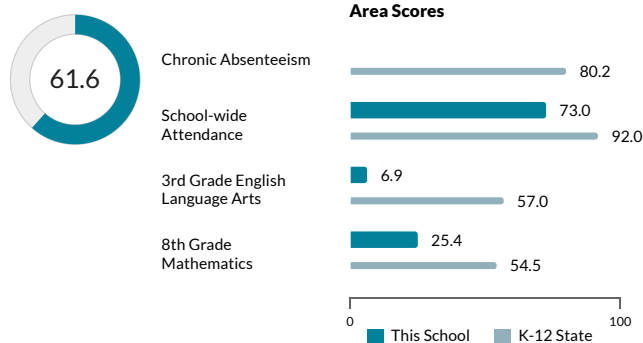 Area Scores
61.6
Chronic Absenteeism
80.2
School-wide
Attendance
73.0
92.0
3rd Grade English
Language Arts
6.9
57.0
8th Grade
Mathematics
25.4
54.5
0 100
This School K-12 State